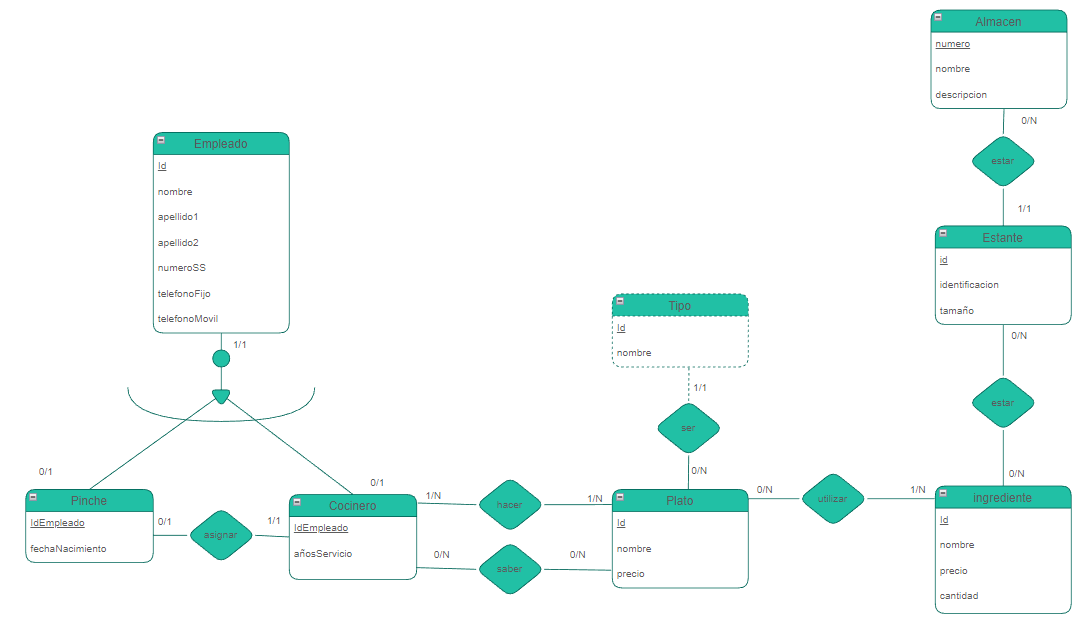 Almacen
numero
nombre
descripcion
0/N
estar
1/1
Estante
id
identificacion
tamaño
0/N
estar
0/N
ingrediente
Id
nombre
precio
cantidad
Empleado
Id
nombre
apellido1
apellido2
numeroSS
telefonoFijo
telefonoMovil
1/1
0/1
0/1
Pinche
IdEmpleado
fechaNacimiento
0/1
asignar
1/1
Cocinero
IdEmpleado
añosServicio
1/N
hacer
1/N
0/N
saber
0/N
Tipo
Id
nombre
1/1
ser
0/N
Plato
Id
nombre
precio
0/N
utilizar
1/N